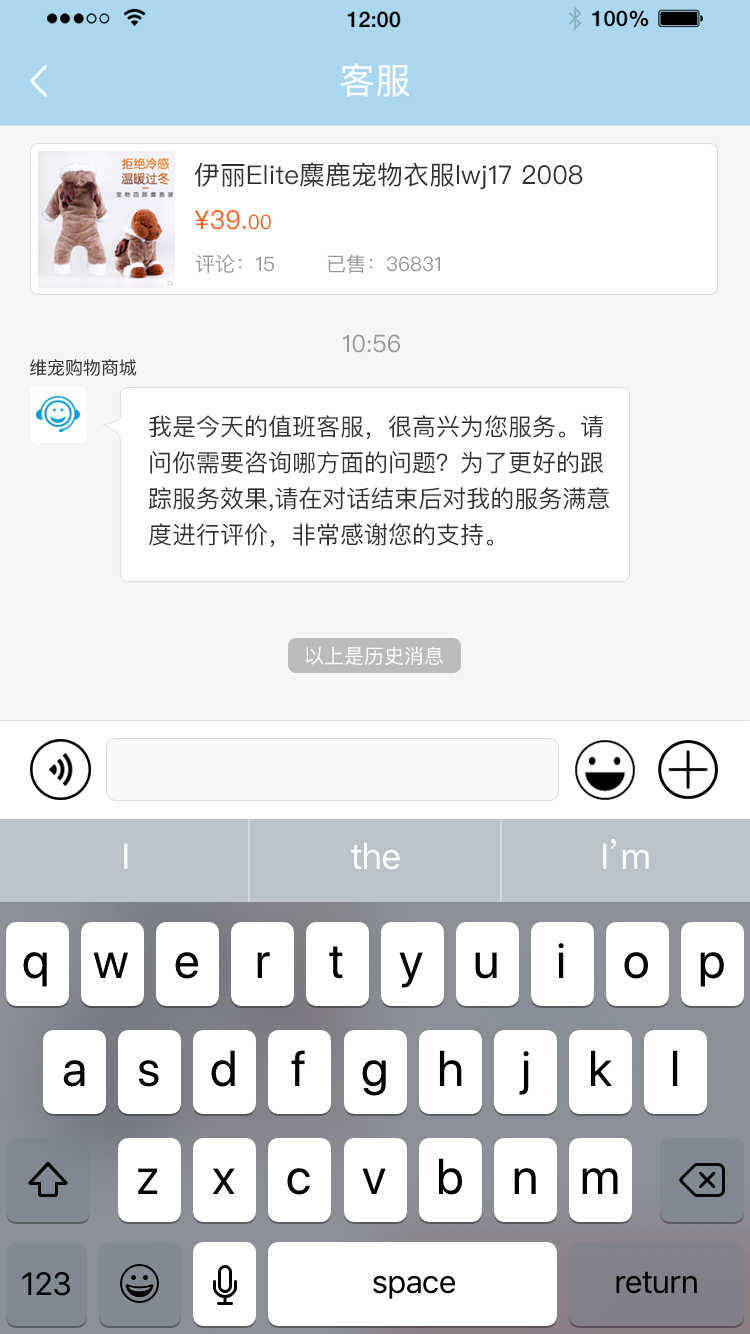 12:00
100%
客服
拒绝冷感
温暖过冬
伊丽Elite麋鹿宠物衣服lwj17 2008
¥39.00
评论：15 已售：36831
10:56
维宠购物商城
我是今天的值班客服，很高兴为您服务。请
问你需要咨询哪方面的问题？为了更好的跟
踪服务效果,请在对话结束后对我的服务满意
度进行评价，非常感谢您的支持。
以上是历史消息
I the I’m
q w e r t y u i o p
a s d f g h j k l
z x c v b n m
123 space return